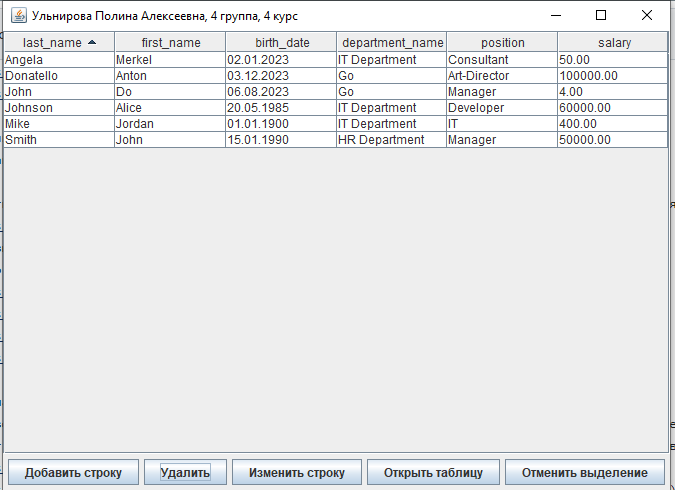 Ульнирова Полина Алексеевна, 4 группа, 4 курс
last_name first_name birth_date department_name position salary
Angela Merkel 02.01.2023 IT Department Consultant 50.00
Donatello Anton 03.12.2023 Go Art-Director 100000.00
John Do 06.08.2023 Go Manager 4.00
Johnson Alice 20.05.1985 IT Department Developer 60000.00
Mike Jordan 01.01.1900 IT Department IT 400.00
Smith John 15.01.1990 HR Department Manager 50000.00
Добавить строку Удалить Изменить строку Открыть таблицу Отменить выделение